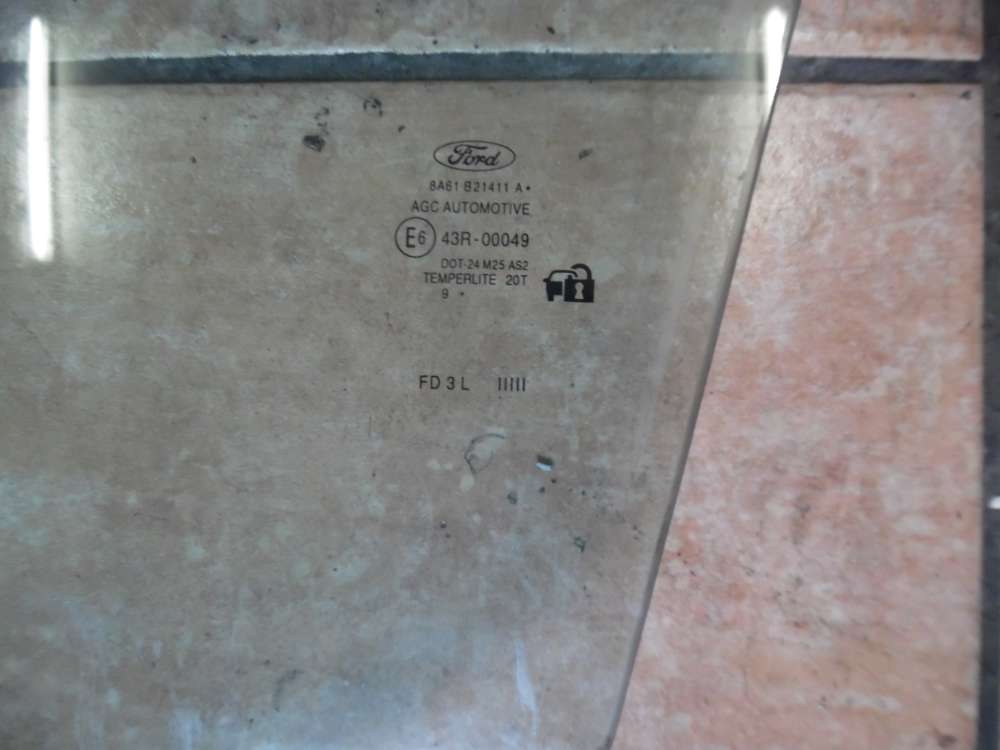 Ford
8A61 B21411 A
AGC AUTOMOTIVE
E6 43R-00049
DOT-24 M25 AS2
TEMPERLITE 20T
9
FD 3 L IIIII